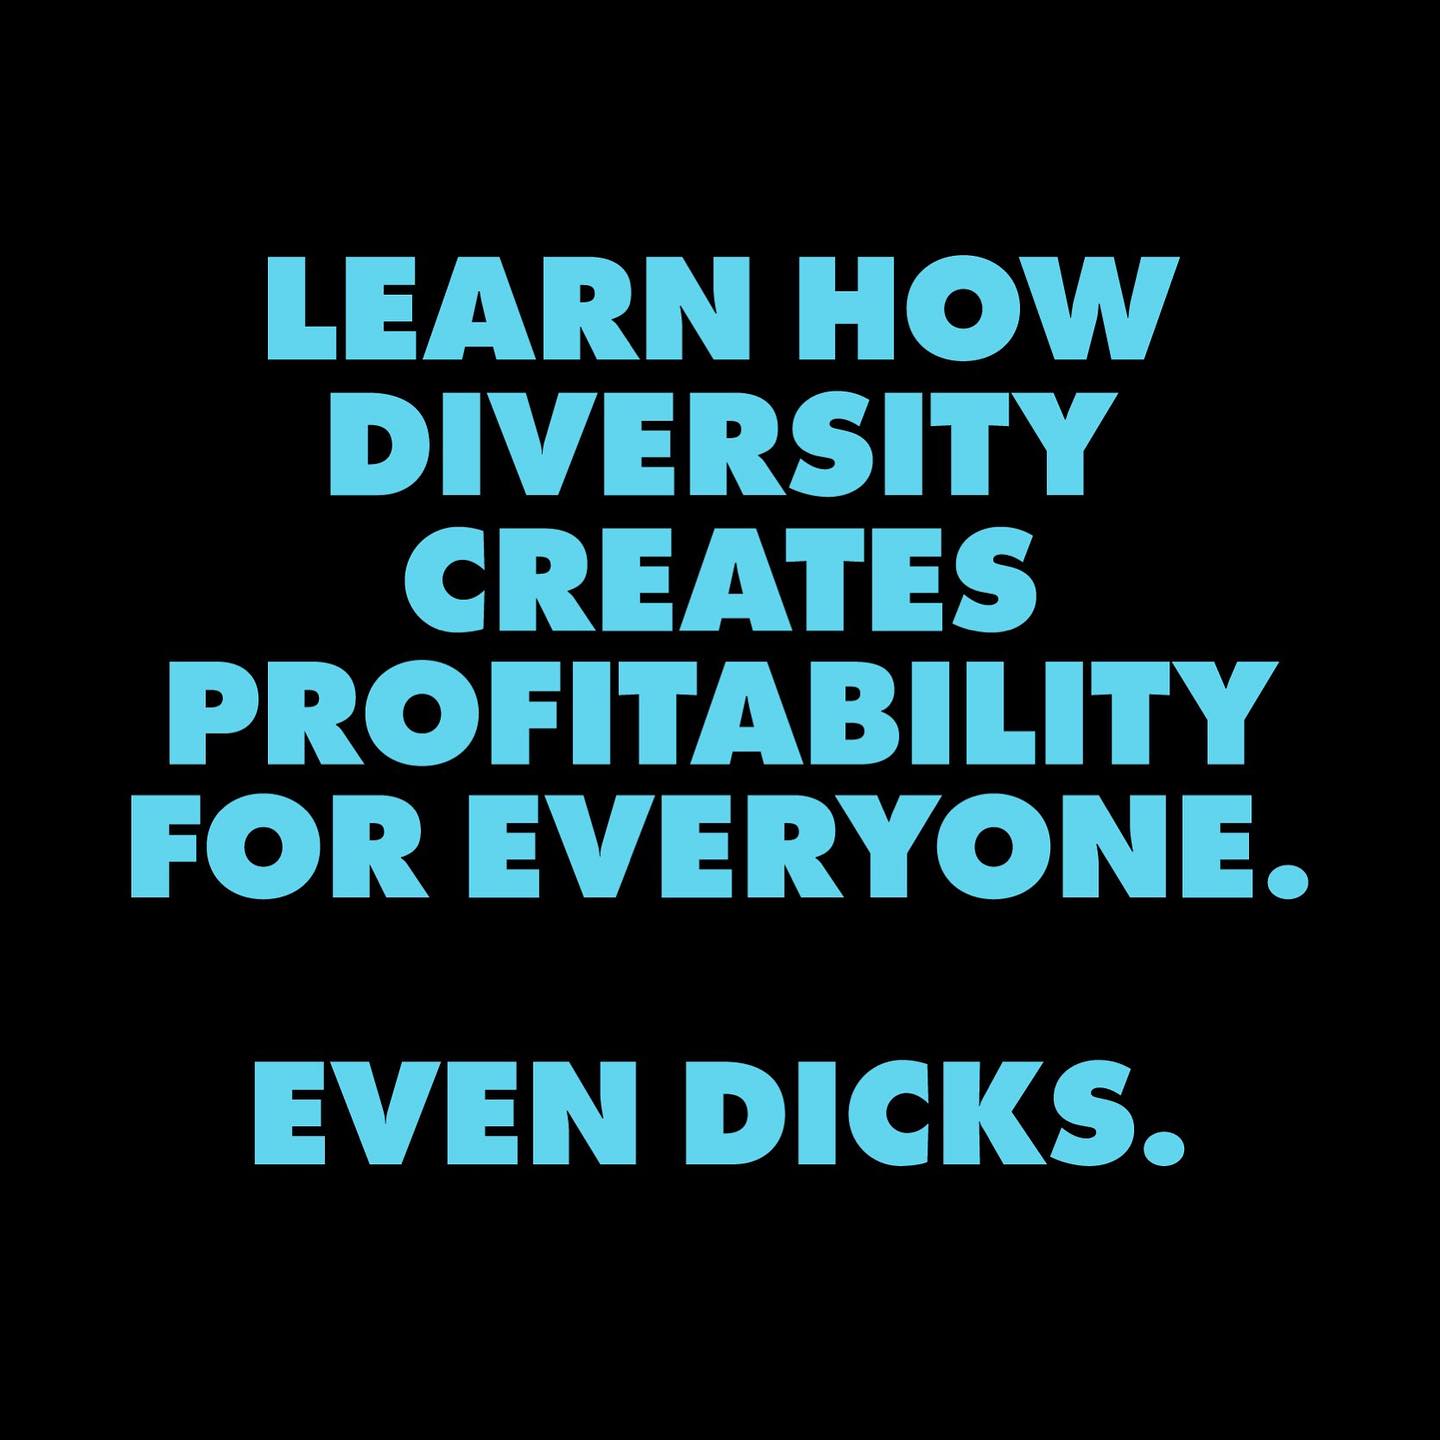 LEARN HOW
DIVERSITY
CREATES
PROFITABILITY
FOR EVERYONE.
EVEN DICKS.